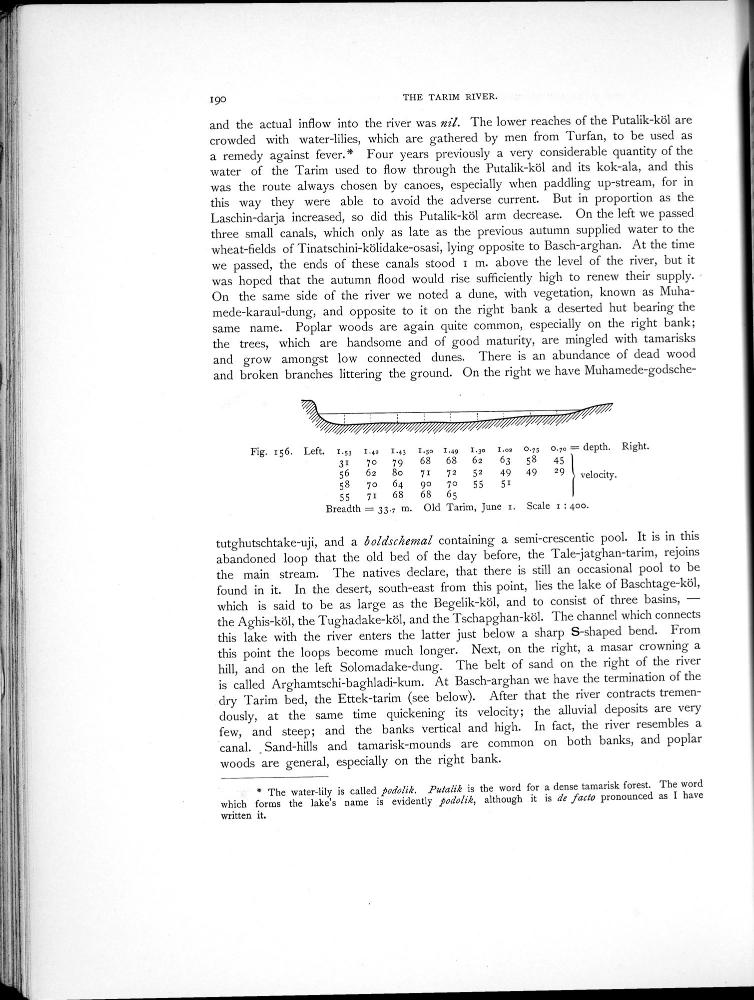 190
THE TARIM RIVER.
and the actual inflow into the river was nil. The lower reaches of the Putalik-köl are
crowded with water-lilies, which are gathered by men from Turfan, to be used as
a remedy against fever.* Four years previously a very considerable quantity of the
water of the Tarim used to flow through the Putalik-köl and its kok-ala, and this
was the route always chosen by canoes, especially when paddling up-stream, for in
this way they were able to avoid the adverse current. But in proportion as the
Laschin-darja increased, so did this Putalik-köl arm decrease. On the left we passed
three small canals, which only as late as the previous autumn supplied water to the
wheat-fields of Tinatschini-kölidake-osasi, lying opposite to Basch-arghan. At the time
we passed, the ends of these canals stood 1 m. above the level of the river, but it
was hoped that the autumn flood would rise sufficiently high to renew their supply.
On the same side of the river we noted a dune, with vegetation, known as Muha-
mede-karaul-dung, and opposite to it on the right bank a deserted hut bearing the
same name. Poplar woods are again quite common, especially on the right bank;
the trees, which are handsome and of good maturity, are mingled with tamarisks
and grow amongst low connected dunes. There is an abundance of dead wood
and broken branches littering the ground. On the right we have Muhamede-godsche-
Fig. 156. Left. 1.53 1.42 1.43 1.50 1.49 1.30 1.02 0.75 0.70 = depth. Right.
31 70 79 68 68 62 63 58 45
56 62 80 71 72 52 49 49 29 velocity.
58 70 64 90 70 55 51
55 71 68 68 65
Breadth = 33.7 m. Old Tarim, June 1. Scale 1 : 400.
tutghutschtake-uji, and a boldschemal containing a semi-crescentic pool. It is in this
abandoned loop that the old bed of the day before, the Tale-jatghan-tarim, rejoins
the main stream. The natives declare, that there is still an occasional pool to be
found in it. In the desert, south-east from this point, lies the lake of Baschtage-köl,
which is said to be as large as the Begelik-köl, and to consist of three basins, —
the Aghis-köl, the Tughadake-köl, and the Tschapghan-köl. The channel which connects
this lake with the river enters the latter just below a sharp S-shaped bend. From
this point the loops become much longer. Next, on the right, a masar crowning a
hill, and on the left Solomadake-dung. The belt of sand on the right of the river
is called Arghamtschi-baghladi-kum. At Basch-arghan we have the termination of the
dry Tarim bed, the Ettek-tarim (see below). After that the river contracts tremen-
dously, at the same time quickening its velocity; the alluvial deposits are very
few, and steep; and the banks vertical and high. In fact, the river resembles a
canal. Sand-hills and tamarisk-mounds are common on both banks, and poplar
woods are general, especially on the right bank.
* The water-lily is called podolik. Putalik is the word for a dense tamarisk forest. The word
which forms the lake's name is evidently podolik, although it is de facto pronounced as I have
written it.